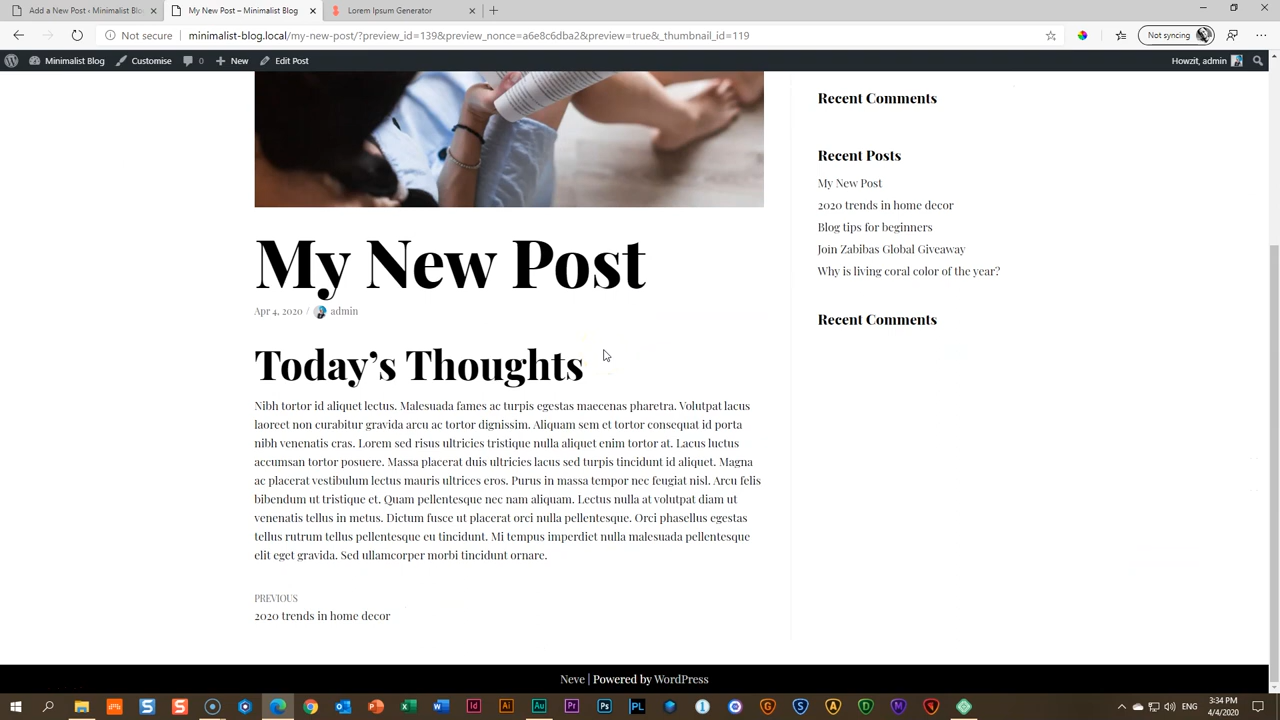 Add a New Post ‹ Minimalist Blo
My New Post – Minimalist Blog
Lorem Ipsum Generator
Not secure
minimalist-blog.local/my-new-post/?preview_id=139&preview_nonce=a6e8c6dba2&preview=true&_thumbnail_id=119
Not syncing
Minimalist Blog
Customise
0
New
Edit Post
Howzit, admin
Recent Comments
Recent Posts
My New Post
2020 trends in home decor
Blog tips for beginners
Join Zabibas Global Giveaway
Why is living coral color of the year?
Recent Comments
My New Post
Apr 4, 2020 / admin
Today's Thoughts
Nibh tortor id aliquet lectus. Malesuada fames ac turpis egestas maecenas pharetra. Volutpat lacus
laoreet non curabitur gravida arcu ac tortor dignissim. Aliquam sem et tortor consequat id porta
nibh venenatis cras. Lorem sed risus ultricies tristique nulla aliquet enim tortor at. Lacus luctus
accumsan tortor posuere. Massa placerat duis ultricies lacus sed turpis tincidunt id aliquet. Magna
ac placerat vestibulum lectus mauris ultrices eros. Purus in massa tempor nec feugiat nisl. Arcu felis
bibendum ut tristique et. Quam pellentesque nec nam aliquam. Lectus nulla at volutpat diam ut
venenatis tellus in metus. Dictum fusce ut placerat orci nulla pellentesque. Orci phasellus egestas
tellus rutrum tellus pellentesque eu tincidunt. Mi tempus imperdiet nulla malesuada pellentesque
elit eget gravida. Sed ullamcorper morbi tincidunt ornare.
PREVIOUS
2020 trends in home decor
Neve | Powered by WordPress
3:34 PM
4/4/2020